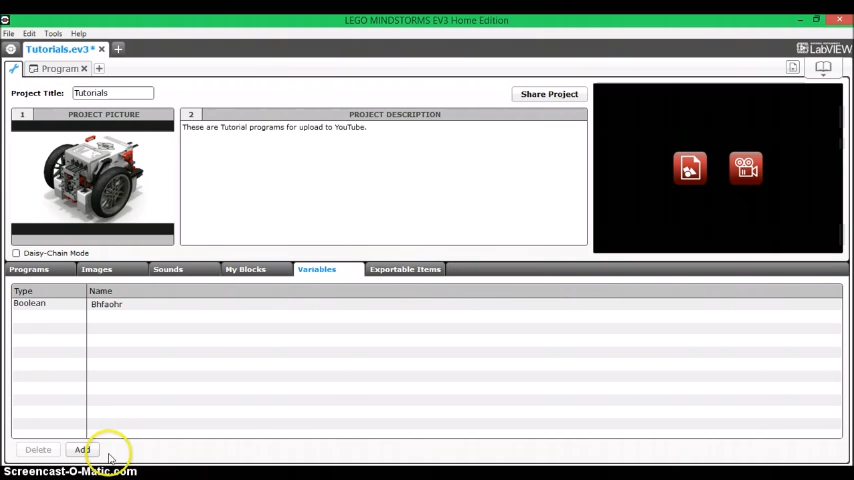 LEGO MINDSTORMS EV3 Home Edition
File Edit Tools Help
Tutorials.ev3* × +
LabVIEW
Program × +
Project Title: Tutorials
Share Project
1 PROJECT PICTURE
2 PROJECT DESCRIPTION
These are Tutorial programs for upload to YouTube.
Daisy-Chain Mode
Programs Images Sounds My Blocks Variables Exportable Items
Type Name
Boolean Bhfaohr
Delete Add
Screencast-O-Matic.com